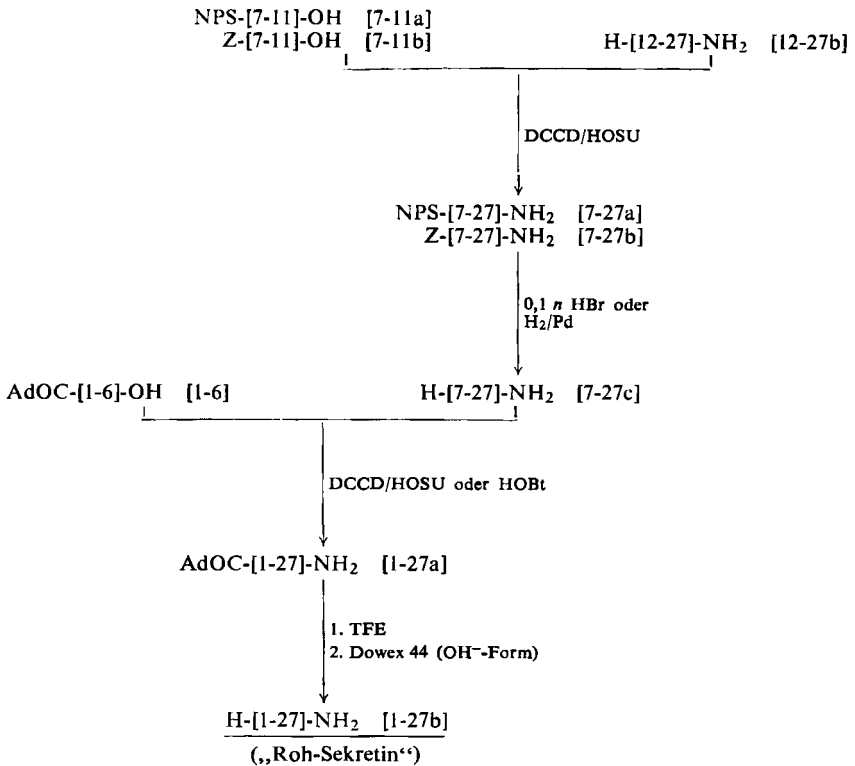 NPS-[7-11]-OH [7-11a]
Z-[7-11]-OH [7-11b] H-[12-27]-NH₂ [12-27b]
DCCD/HOSU
NPS-[7-27]-NH₂ [7-27a]
Z-[7-27]-NH₂ [7-27b]
0,1 n HBr oder
H₂/Pd
AdOC-[1-6]-OH [1-6] H-[7-27]-NH₂ [7-27c]
DCCD/HOSU oder HOBt
AdOC-[1-27]-NH₂ [1-27a]
1. TFE
2. Dowex 44 (OH⁻-Form)
H-[1-27]-NH₂ [1-27b]
(„Roh-Sekretin“)